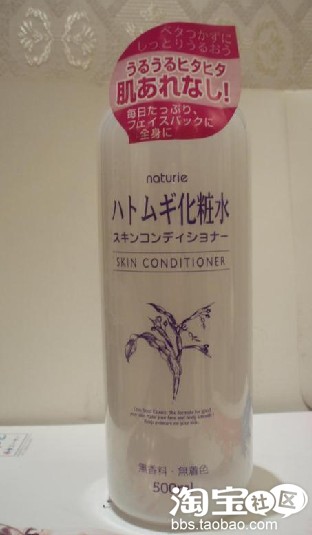 ベタつかずに
しっとりうるおう
うるうるヒタヒタ
肌あれなし!
毎日たっぷり、
フェイスパックに
全身に
naturie
ハトムギ化粧水
スキンコンディショナー
SKIN CONDITIONER
無香料・無着色
500ml
淘宝社区
bbs.taobao.com